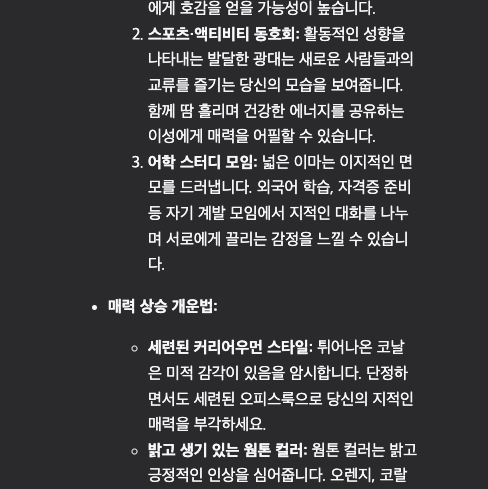 에게 호감을 얻을 가능성이 높습니다.
2. 스포츠·액티비티 동호회: 활동적인 성향을
나타내는 발달한 광대는 새로운 사람들과의
교류를 즐기는 당신의 모습을 보여줍니다.
함께 땀 흘리며 건강한 에너지를 공유하는
이성에게 매력을 어필할 수 있습니다.
3. 어학 스터디 모임: 넓은 이마는 이지적인 면
모를 드러냅니다. 외국어 학습, 자격증 준비
등 자기 계발 모임에서 지적인 대화를 나누
며 서로에게 끌리는 감정을 느낄 수 있습니
다.
• 매력 상승 개운법:
◦ 세련된 커리어우먼 스타일: 튀어나온 코날
은 미적 감각이 있음을 암시합니다. 단정하
면서도 세련된 오피스룩으로 당신의 지적인
매력을 부각하세요.
◦ 밝고 생기 있는 웜톤 컬러: 웜톤 컬러는 밝고
긍정적인 인상을 심어줍니다. 오렌지, 코랄